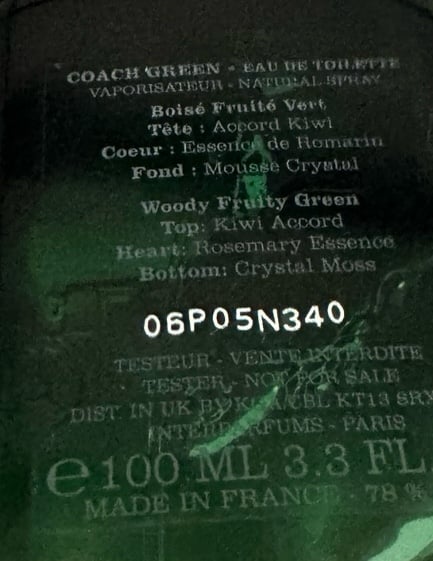 COACH GREEN - EAU DE TOILETTE
VAPORISATEUR - NATURAL SPRAY
Boisé Fruité Vert
Tête : Accord Kiwi
Coeur : Essence de Romarin
Fond : Mousse Crystal
Woody Fruity Green
Top: Kiwi Accord
Heart: Rosemary Essence
Bottom: Crystal Moss
06P05N340
TESTEUR - VENTE INTERDITE
TESTER - NOT FOR SALE
DIST. IN UK BY KT13
INTERPARFUMS - PARIS
e 100 ML 3.3 FL.
MADE IN FRANCE - 78 %